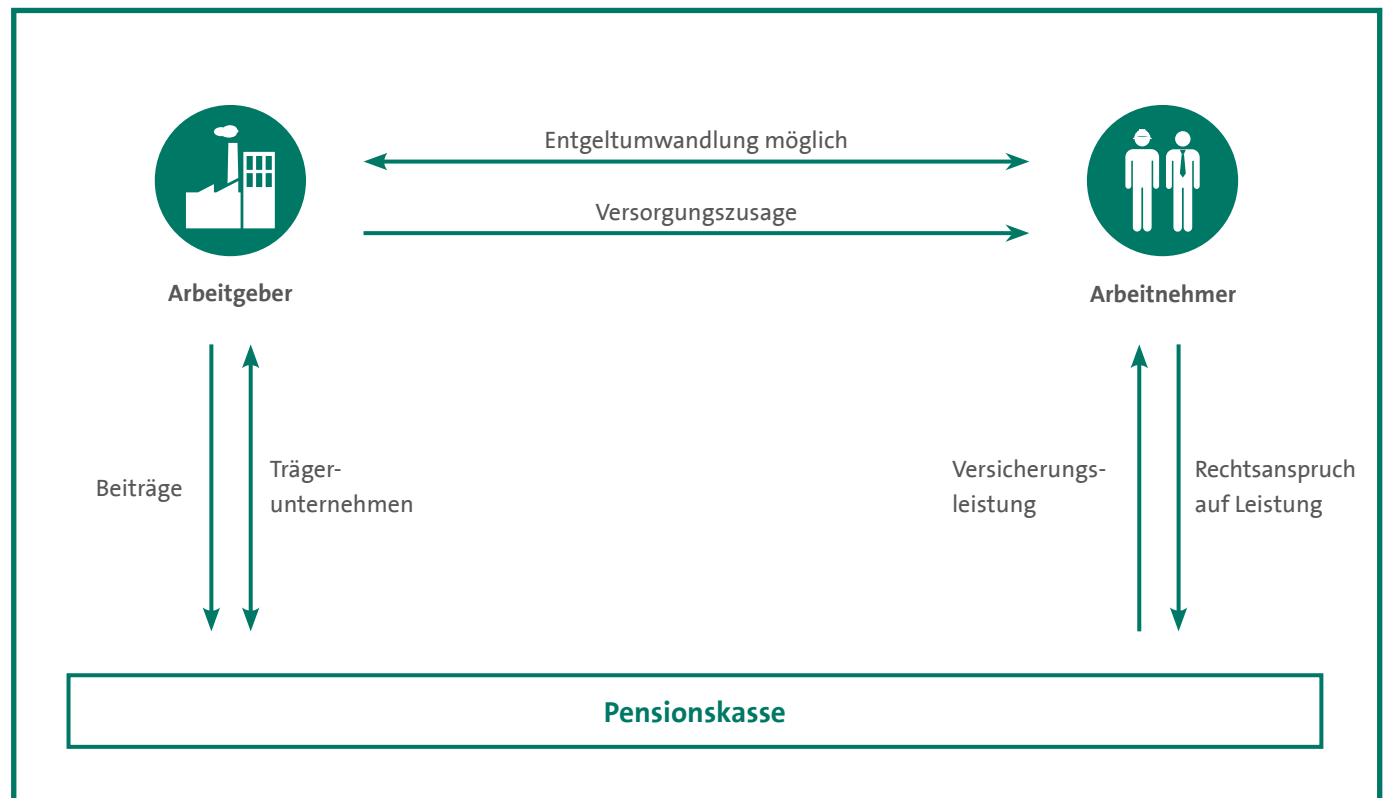 Entgeltumwandlung möglich
Versorgungszusage
Arbeitgeber
Arbeitnehmer
Beiträge
Träger-
unternehmen
Versicherungs-
leistung
Rechtsanspruch
auf Leistung
Pensionskasse